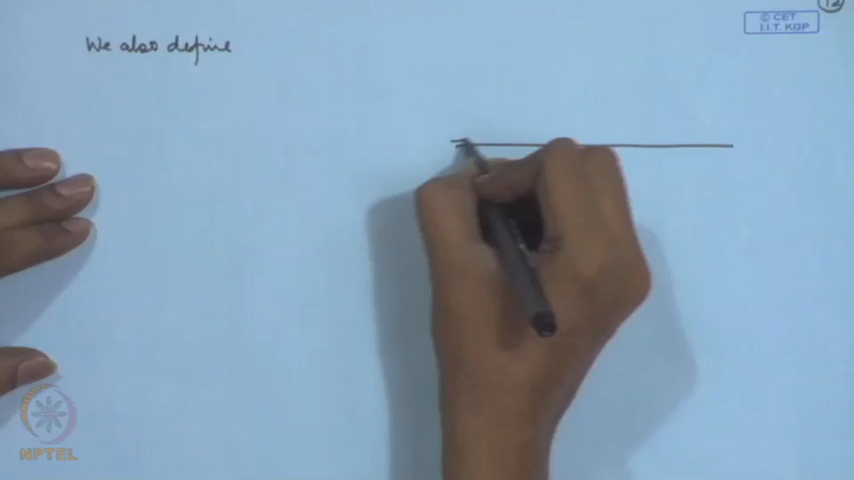 12
© CET
I.I.T. KGP
We also define
NPTEL